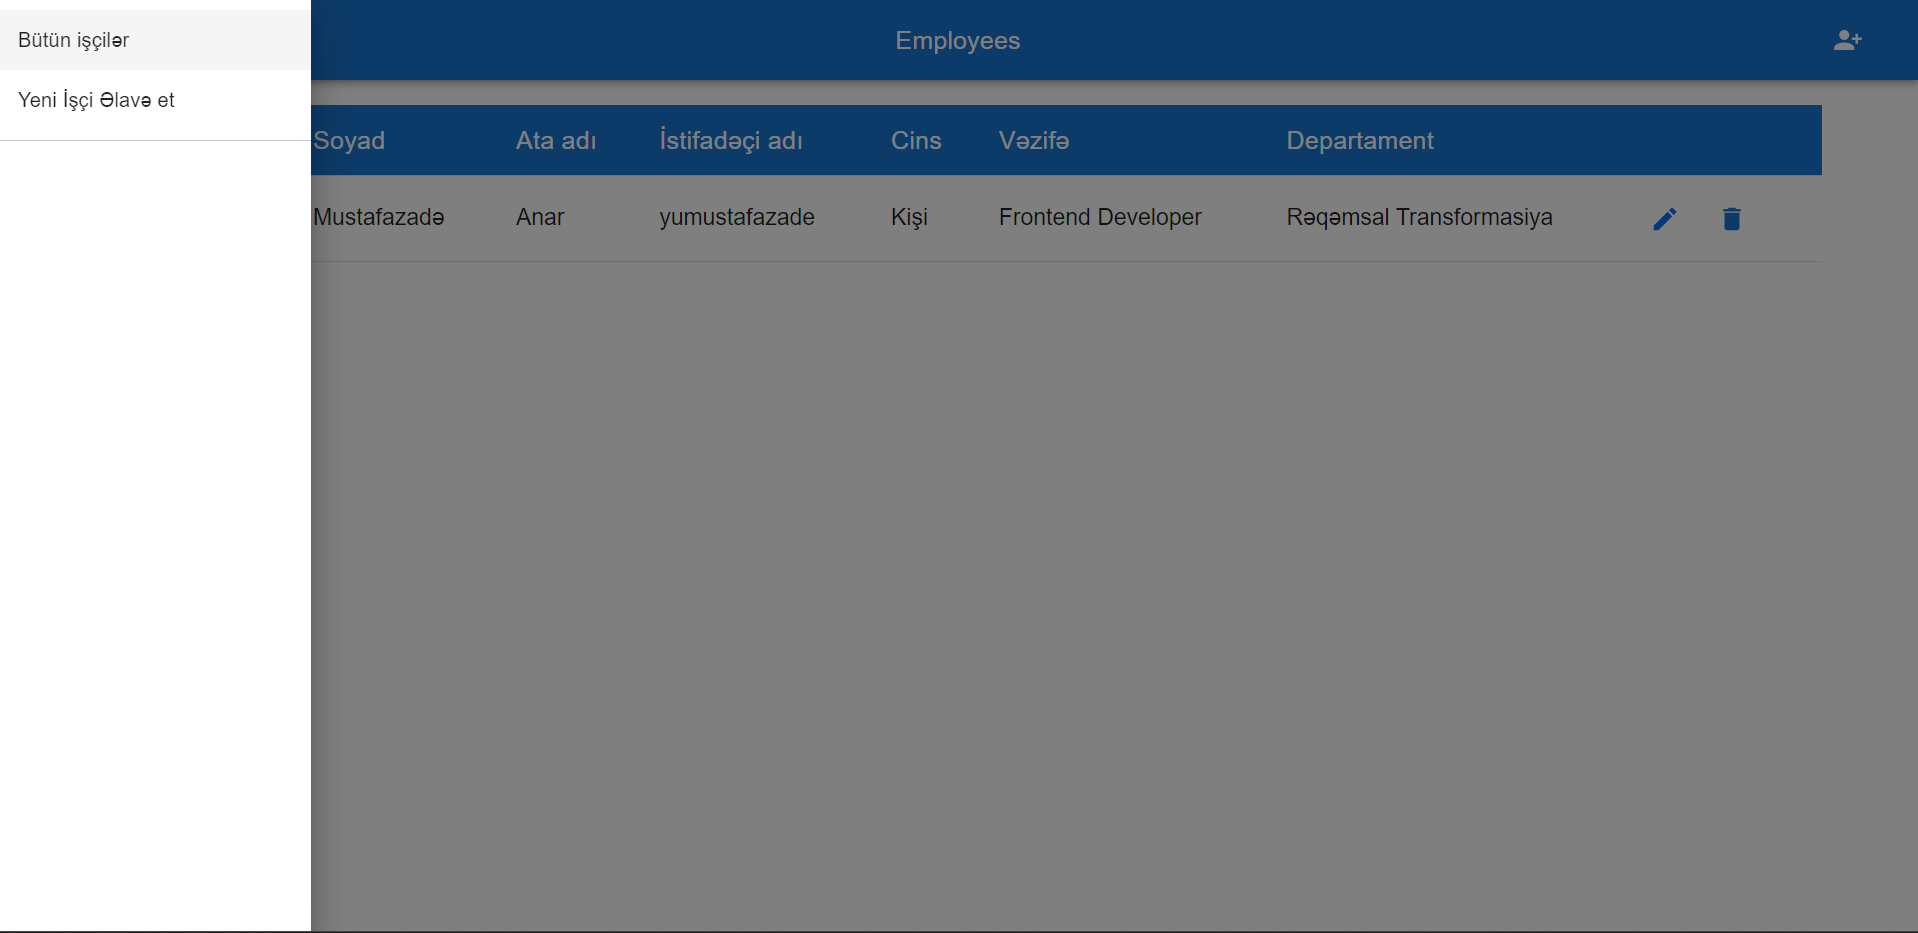 Bütün işçilər
Yeni İşçi Əlavə et
Employees
Soyad Ata adı İstifadəçi adı Cins Vəzifə Departament
Mustafazadə Anar yumustafazade Kişi Frontend Developer Rəqəmsal Transformasiya